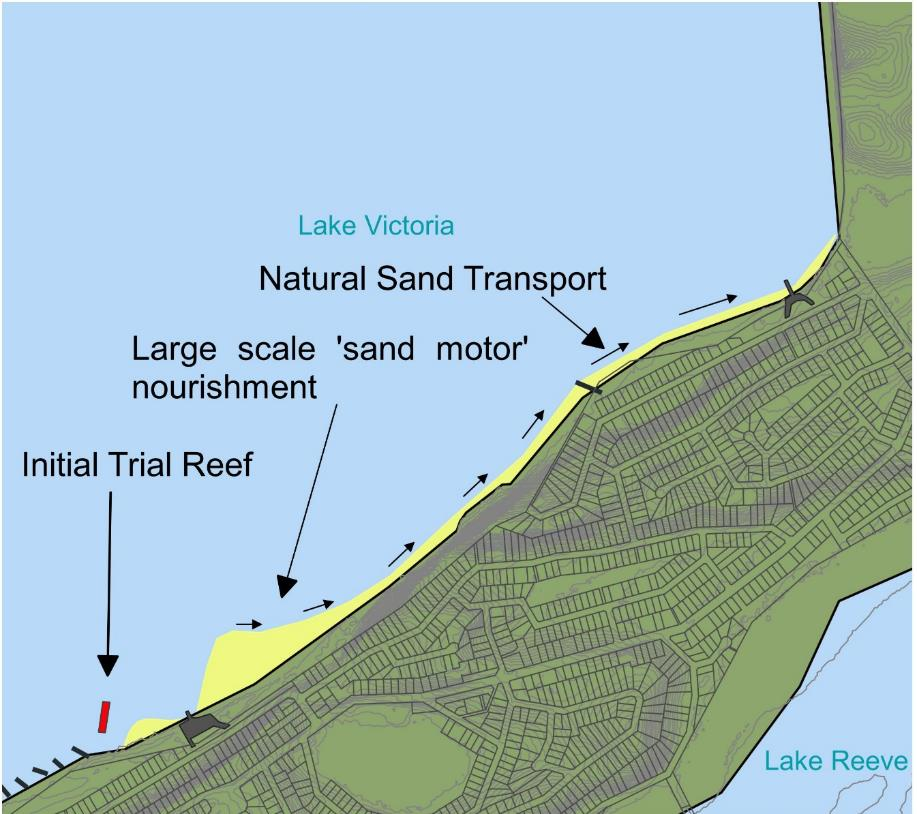 Lake Victoria
Natural Sand Transport
Large scale 'sand motor'
nourishment
Initial Trial Reef
Lake Reeve